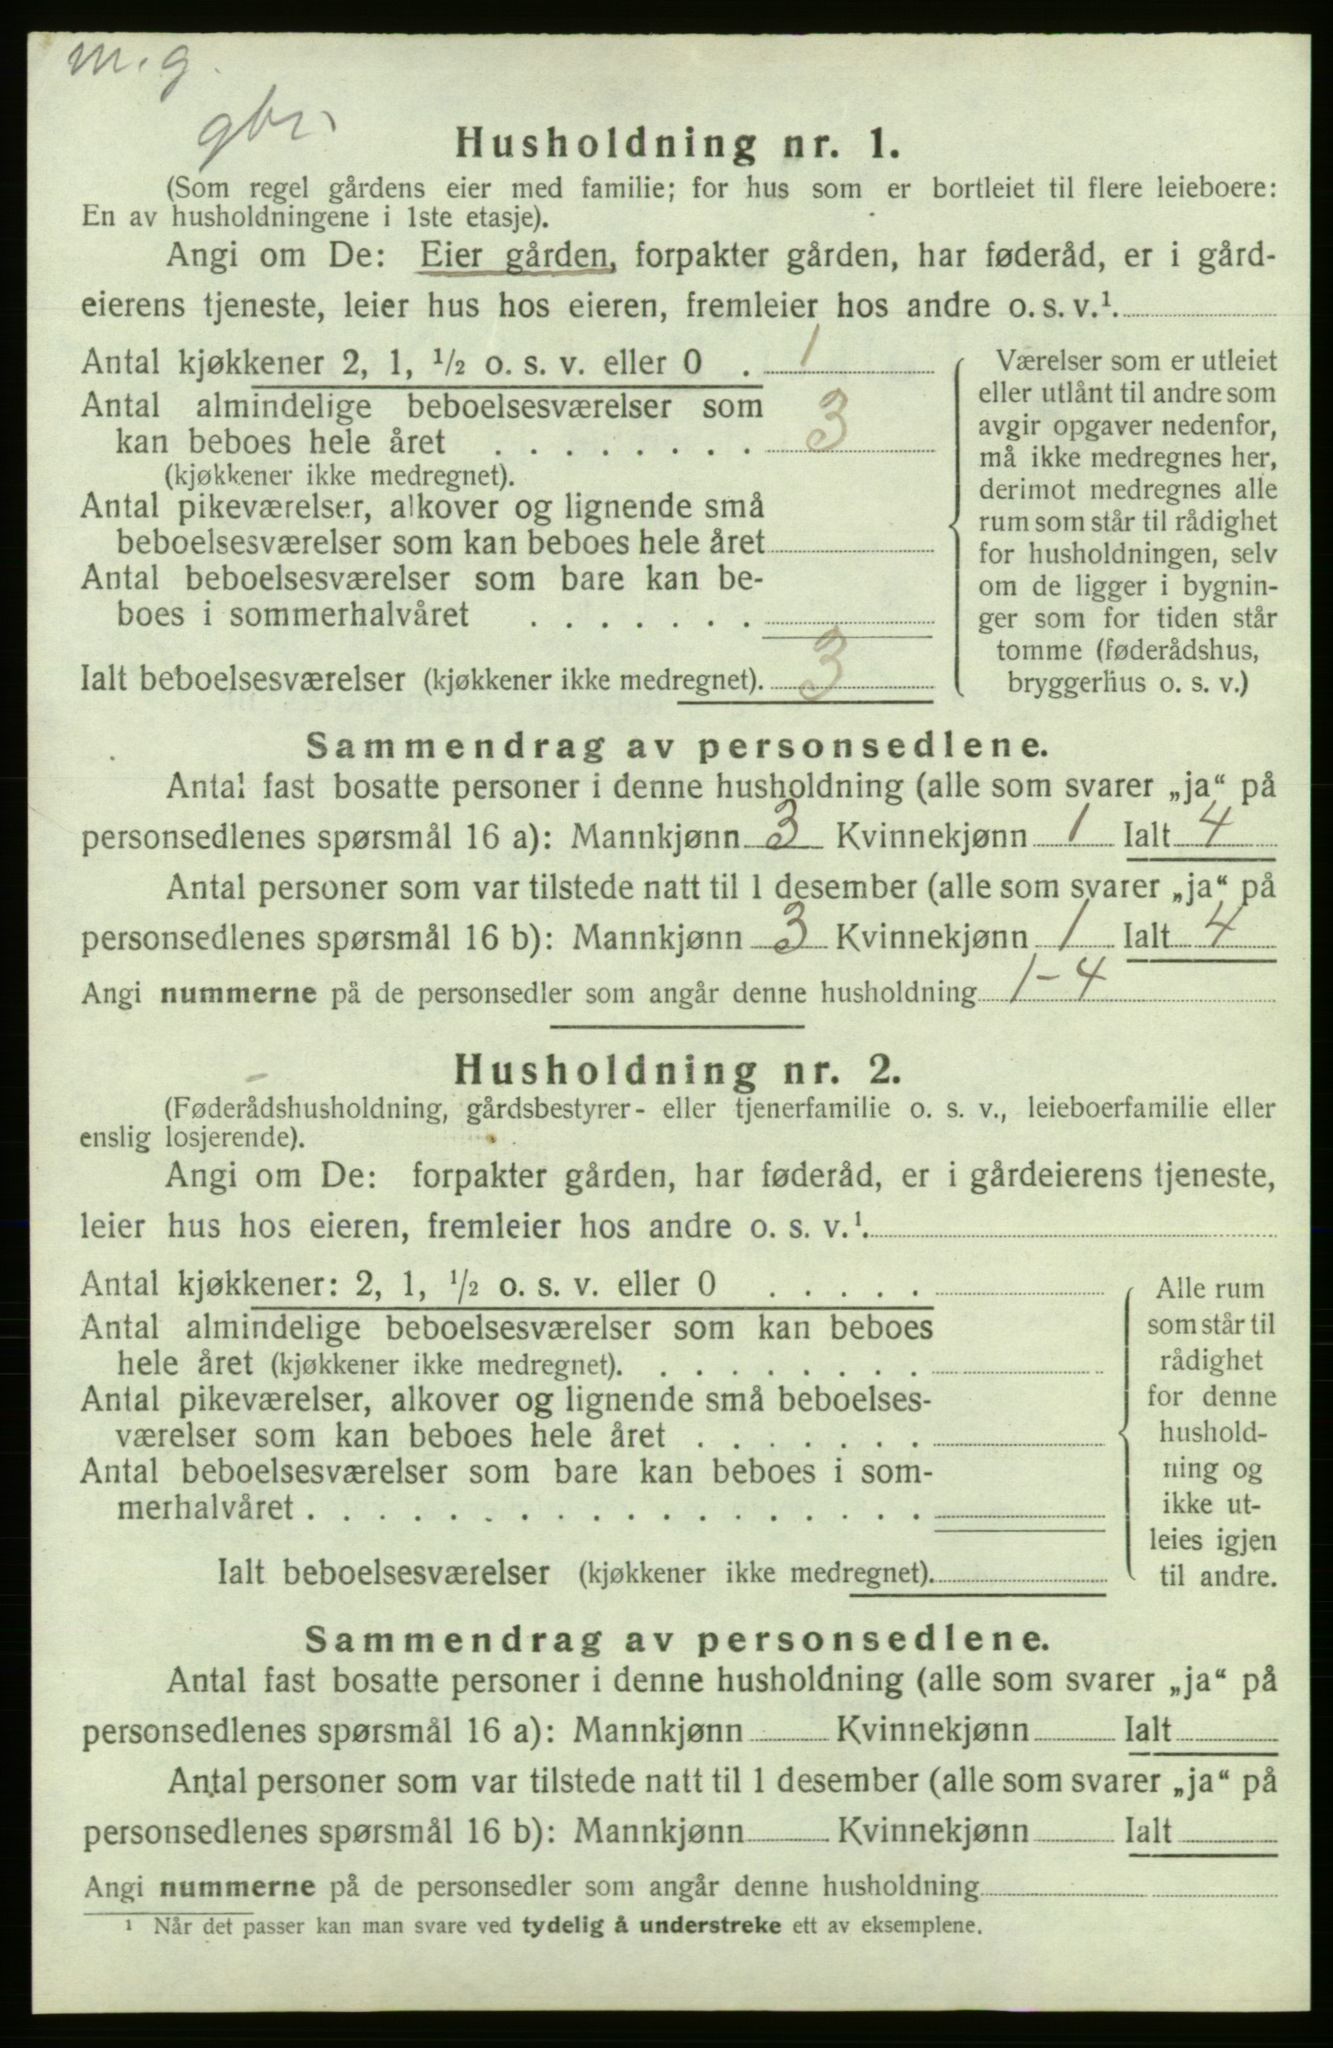 m.g.
gbr.
Husholdning nr. 1.
(Som regel gårdens eier med familie; for hus som er bortleiet til flere leieboere:
En av husholdningene i 1ste etasje).
Angi om De: Eier gården, forpakter gården, har føderåd, er i gård-
eierens tjeneste, leier hus hos eieren, fremleier hos andre o. s. v.¹
Antal kjøkkener 2, 1, ½ o. s. v. eller 0 . 1
Antal almindelige beboelsesværelser som
kan beboes hele året . . . . . . . . 3
(kjøkkener ikke medregnet).
Antal pikeværelser, alkover og lignende små
beboelsesværelser som kan beboes hele året
Antal beboelsesværelser som bare kan be-
boes i sommerhalvåret . . . . . . .
Ialt beboelsesværelser (kjøkkener ikke medregnet). 3
Værelser som er utleiet
eller utlånt til andre som
avgir opgaver nedenfor,
må ikke medregnes her,
derimot medregnes alle
rum som står til rådighet
for husholdningen, selv
om de ligger i bygnin-
ger som for tiden står
tomme (føderådshus,
bryggerhus o. s. v.)
Sammendrag av personsedlene.
Antal fast bosatte personer i denne husholdning (alle som svarer „ja“ på
personsedlenes spørsmål 16 a): Mannkjønn 3 Kvinnekjønn 1 Ialt 4
Antal personer som var tilstede natt til 1 desember (alle som svarer „ja“ på
personsedlenes spørsmål 16 b): Mannkjønn 3 Kvinnekjønn 1 Ialt 4
Angi nummerne på de personsedler som angår denne husholdning 1-4
Husholdning nr. 2.
(Føderådshusholdning, gårdsbestyrer- eller tjenerfamilie o. s. v., leieboerfamilie eller
enslig losjerende).
Angi om De: forpakter gården, har føderåd, er i gårdeierens tjeneste,
leier hus hos eieren, fremleier hos andre o. s. v.¹
Antal kjøkkener: 2, 1, ½ o. s. v. eller 0 . . . . .
Antal almindelige beboelsesværelser som kan beboes
hele året (kjøkkener ikke medregnet). . . . . . . . .
Antal pikeværelser, alkover og lignende små beboelses-
værelser som kan beboes hele året . . . . . . .
Antal beboelsesværelser som bare kan beboes i som-
merhalvåret . . . . . . . . . . . . . . . . . .
Ialt beboelsesværelser (kjøkkener ikke medregnet).
Alle rum
som står til
rådighet
for denne
hushold-
ning og
ikke ut-
leies igjen
til andre.
Sammendrag av personsedlene.
Antal fast bosatte personer i denne husholdning (alle som svarer „ja“ på
personsedlenes spørsmål 16 a): Mannkjønn Kvinnekjønn Ialt
Antal personer som var tilstede natt til 1 desember (alle som svarer „ja“ på
personsedlenes spørsmål 16 b): Mannkjønn Kvinnekjønn Ialt
Angi nummerne på de personsedler som angår denne husholdning
¹ Når det passer kan man svare ved tydelig å understreke ett av eksemplene.